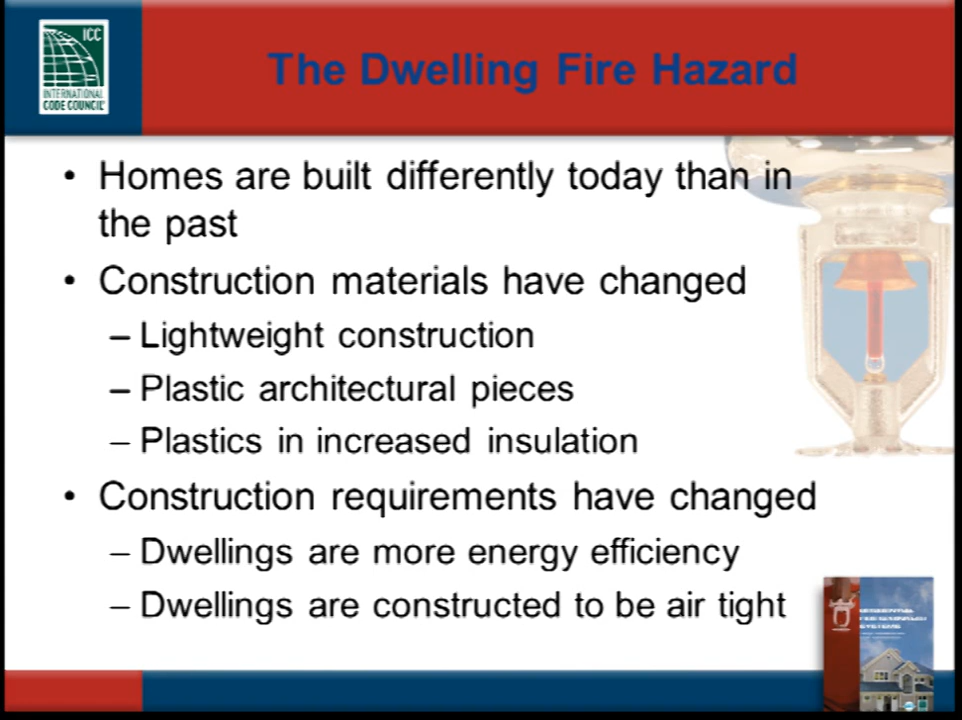 ICC
INTERNATIONAL
CODE COUNCIL
The Dwelling Fire Hazard
• Homes are built differently today than in
the past
• Construction materials have changed
– Lightweight construction
– Plastic architectural pieces
– Plastics in increased insulation
• Construction requirements have changed
– Dwellings are more energy efficiency
– Dwellings are constructed to be air tight
SYSTEMS